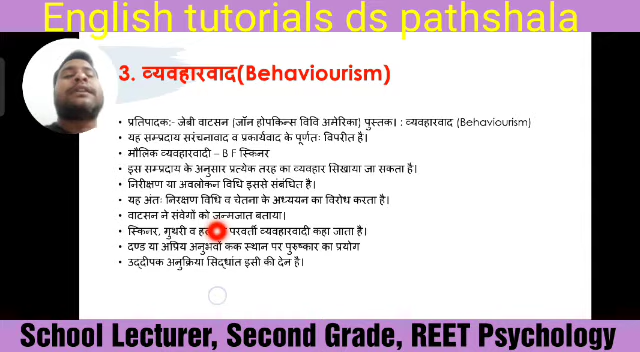 English tutorials ds pathshala
3. व्यवहारवाद(Behaviourism)
• प्रतिपादक:- जेबी वाटसन (जॉन होपकिन्स विवि अमेरिका) पुस्तक। : व्यवहारवाद (Behaviourism)
• यह सम्प्रदाय सरंचनावाद व प्रकार्यवाद के पूर्णतः विपरीत है।
• मौलिक व्यवहारवादी – B F स्किनर
• इस सम्प्रदाय के अनुसार प्रत्येक तरह का व्यवहार सिखाया जा सकता है।
• निरीक्षण या अवलोकन विधि इससे संबंधित है।
• यह अंतः निरक्षण विधि व चेतना के अध्ययन का विरोध करता है।
• वाटसन ने संवेगों को जन्मजात बताया।
• स्किनर, गुथरी व परवर्ती व्यवहारवादी कहा जाता है।
• दण्ड या अप्रिय अनुभवों कक स्थान पर पुरुष्कार का प्रयोग
• उद्दीपक अनुक्रिया सिद्धांत इसी की देन है।
School Lecturer, Second Grade, REET Psychology